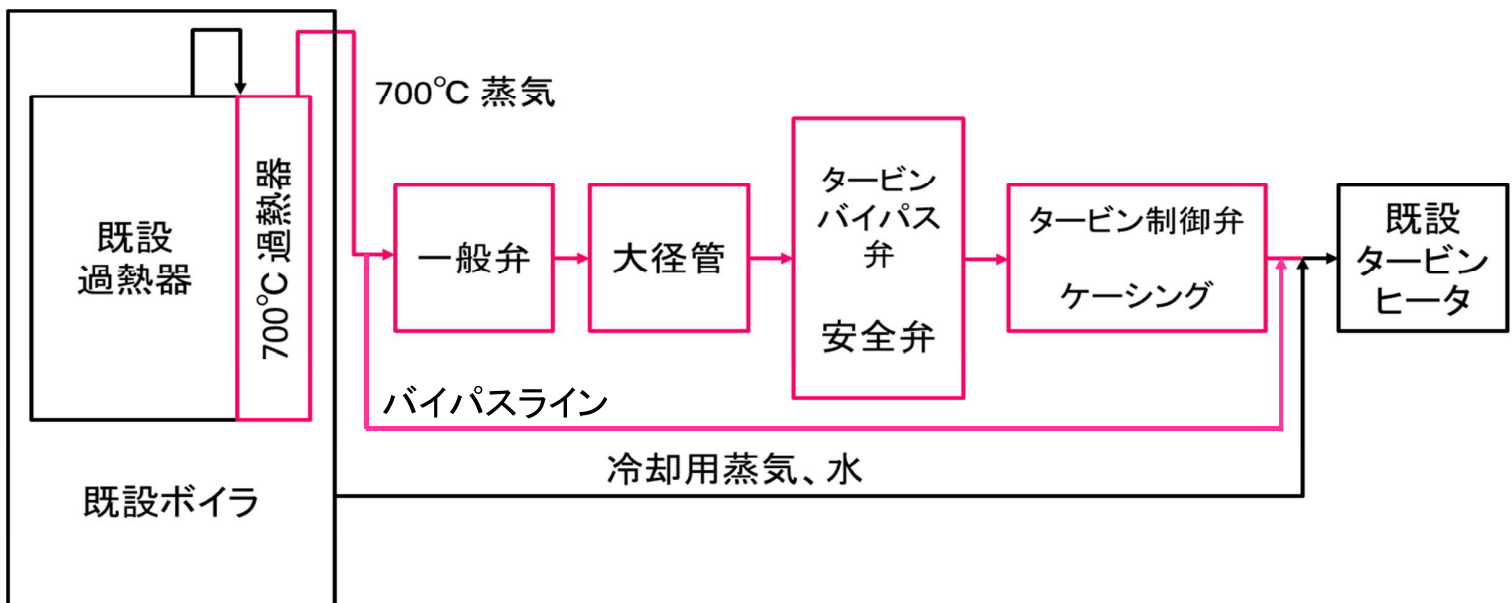 既設
過熱器
700℃ 過熱器
既設ボイラ
700℃ 蒸気
一般弁
大径管
タービン
バイパス
弁
安全弁
タービン制御弁
ケーシング
既設
タービン
ヒータ
バイパスライン
冷却用蒸気、水